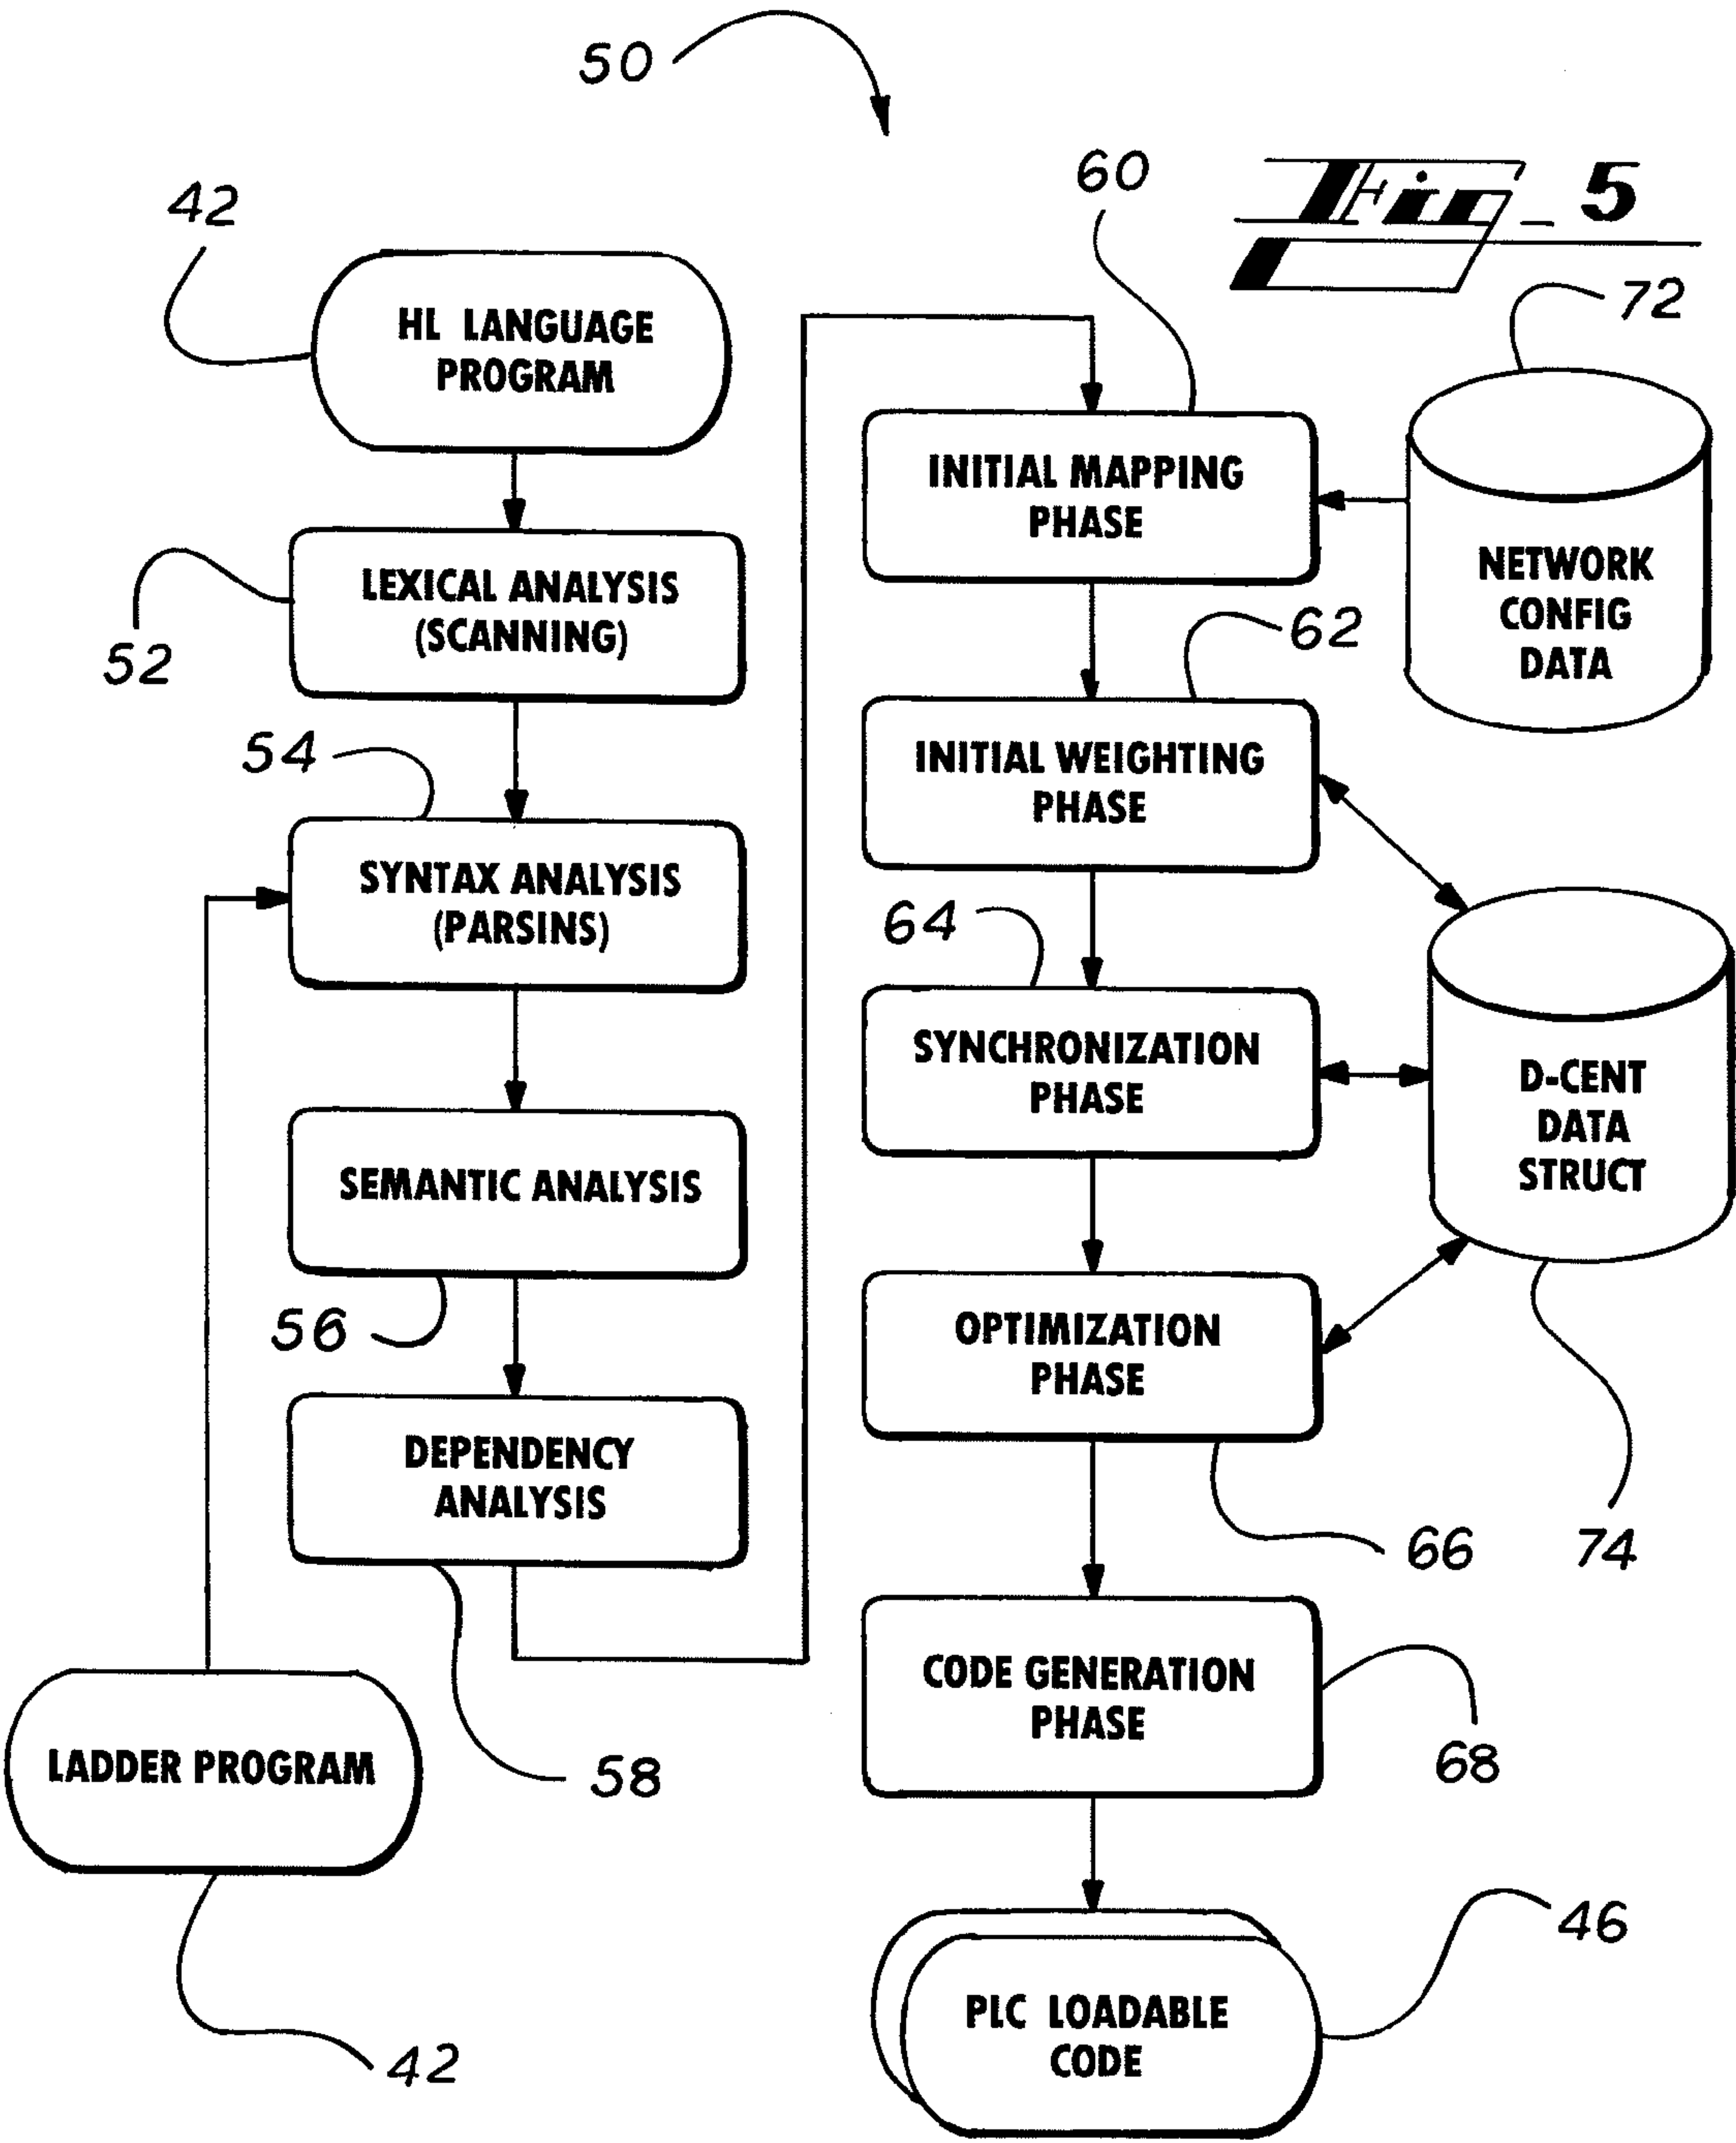 50
Fig_ 5
42
HL LANGUAGE
PROGRAM
52
LEXICAL ANALYSIS
(SCANNING)
54
SYNTAX ANALYSIS
(PARSINS)
SEMANTIC ANALYSIS
56
DEPENDENCY
ANALYSIS
58
LADDER PROGRAM
42
60
INITIAL MAPPING
PHASE
72
NETWORK
CONFIG
DATA
62
INITIAL WEIGHTING
PHASE
64
SYNCHRONIZATION
PHASE
D-CENT
DATA
STRUCT
74
OPTIMIZATION
PHASE
66
CODE GENERATION
PHASE
68
PLC LOADABLE
CODE
46